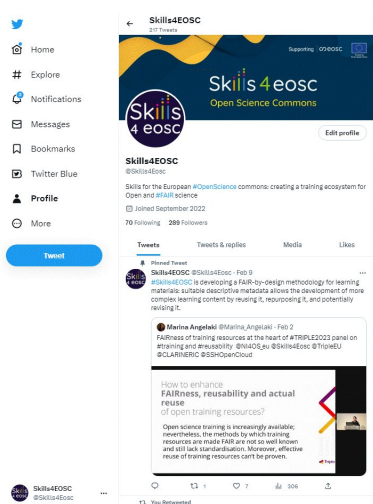 Skills4EOSC
217 Tweets
Home
Explore
Notifications
Messages
Bookmarks
Twitter Blue
Profile
More
Tweet
Supporting eosc
Skills 4 eosc
Open Science Commons
Skills
4 eosc
Edit profile
Skills4EOSC
@Skills4Eosc
Skills for the European #OpenScience commons: creating a training ecosystem for
Open and #FAIR science
Joined September 2022
70 Following 289 Followers
Tweets Tweets & replies Media Likes
Pinned Tweet
Skills4EOSC @Skills4Eosc · Feb 9
#Skills4EOSC is developing a FAIR-by-design methodology for learning
materials: suitable descriptive metadata allows the development of more
complex learning content by reusing it, repurposing it, and potentially
revising it.
Marina Angelaki @Marina_Angelaki · Feb 2
FAIRness of training resources at the heart of #TRIPLE2023 panel on
#training and #reusability @NI4OS_eu @Skills4Eosc @TripleEU
@CLARINERIC @SSHOpenCloud
How to enhance
FAIRness, reusability and actual
reuse
of open training resources?
Open science training is increasingly available;
nevertheless, the methods by which training
resources are made FAIR are not so well known
and still lack standardisation. Moreover, effective
reuse of training resources can't be proven.
Triple
1 7 306
You Retweeted
Skills4EOSC
@Skills4Eosc